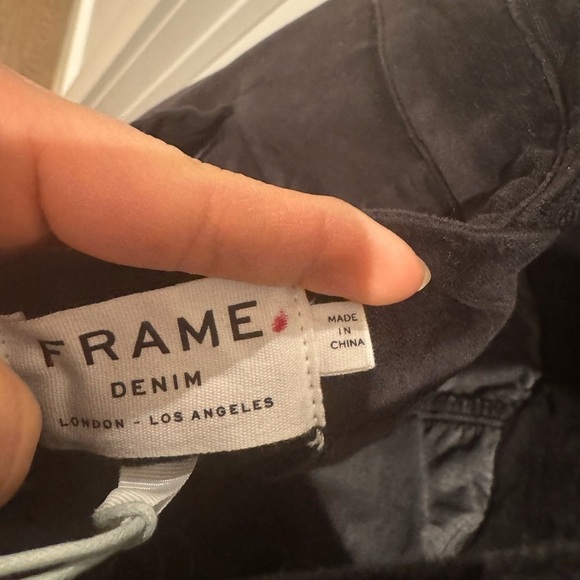 FRAME
DENIM
LONDON - LOS ANGELES
MADE
IN
CHINA